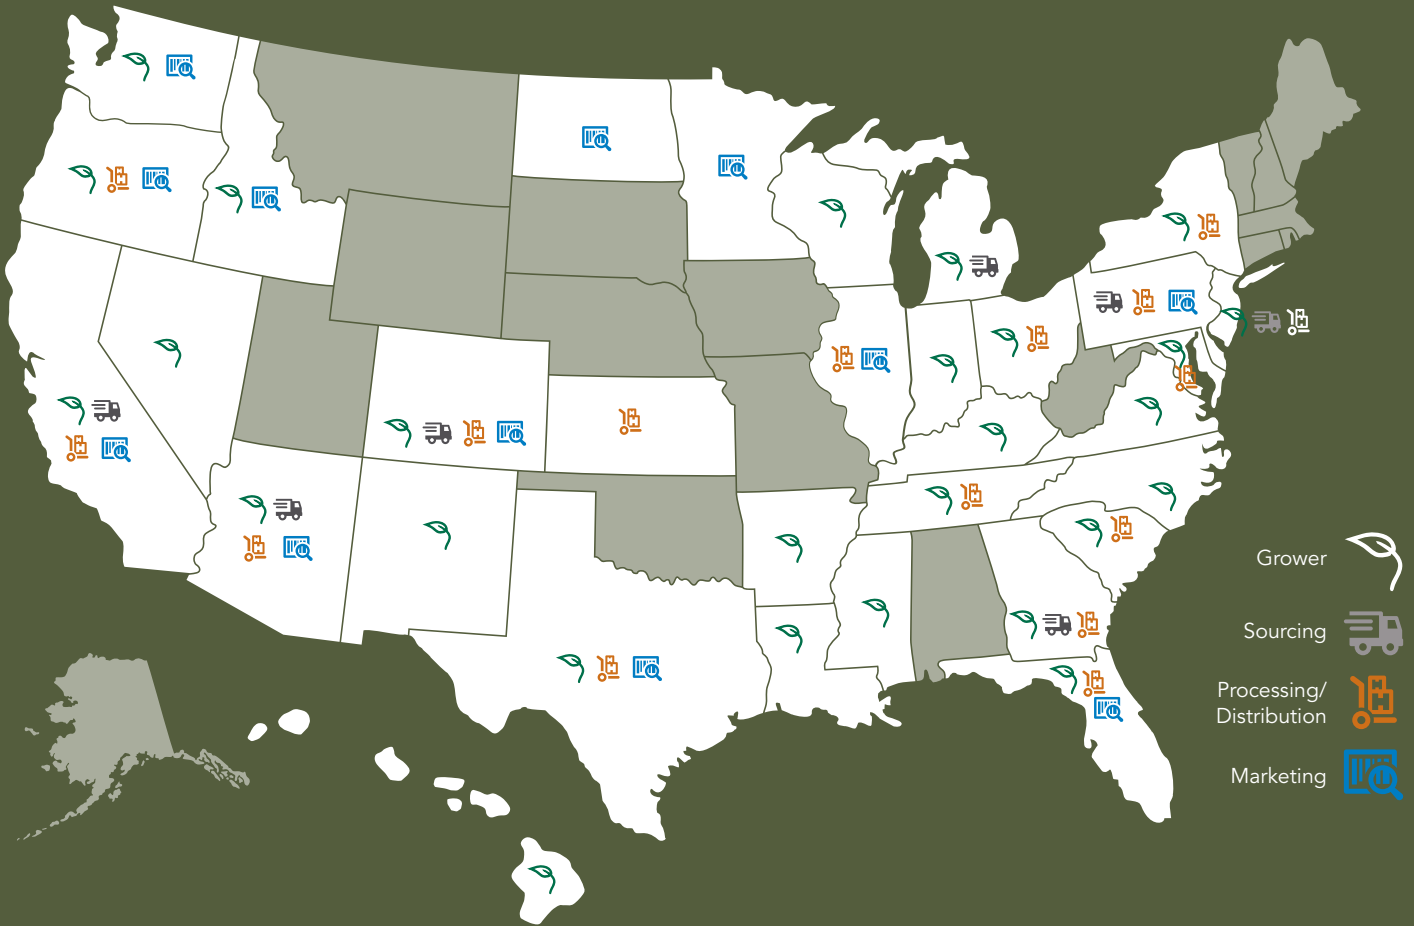 Grower
Sourcing
Processing/
Distribution
Marketing